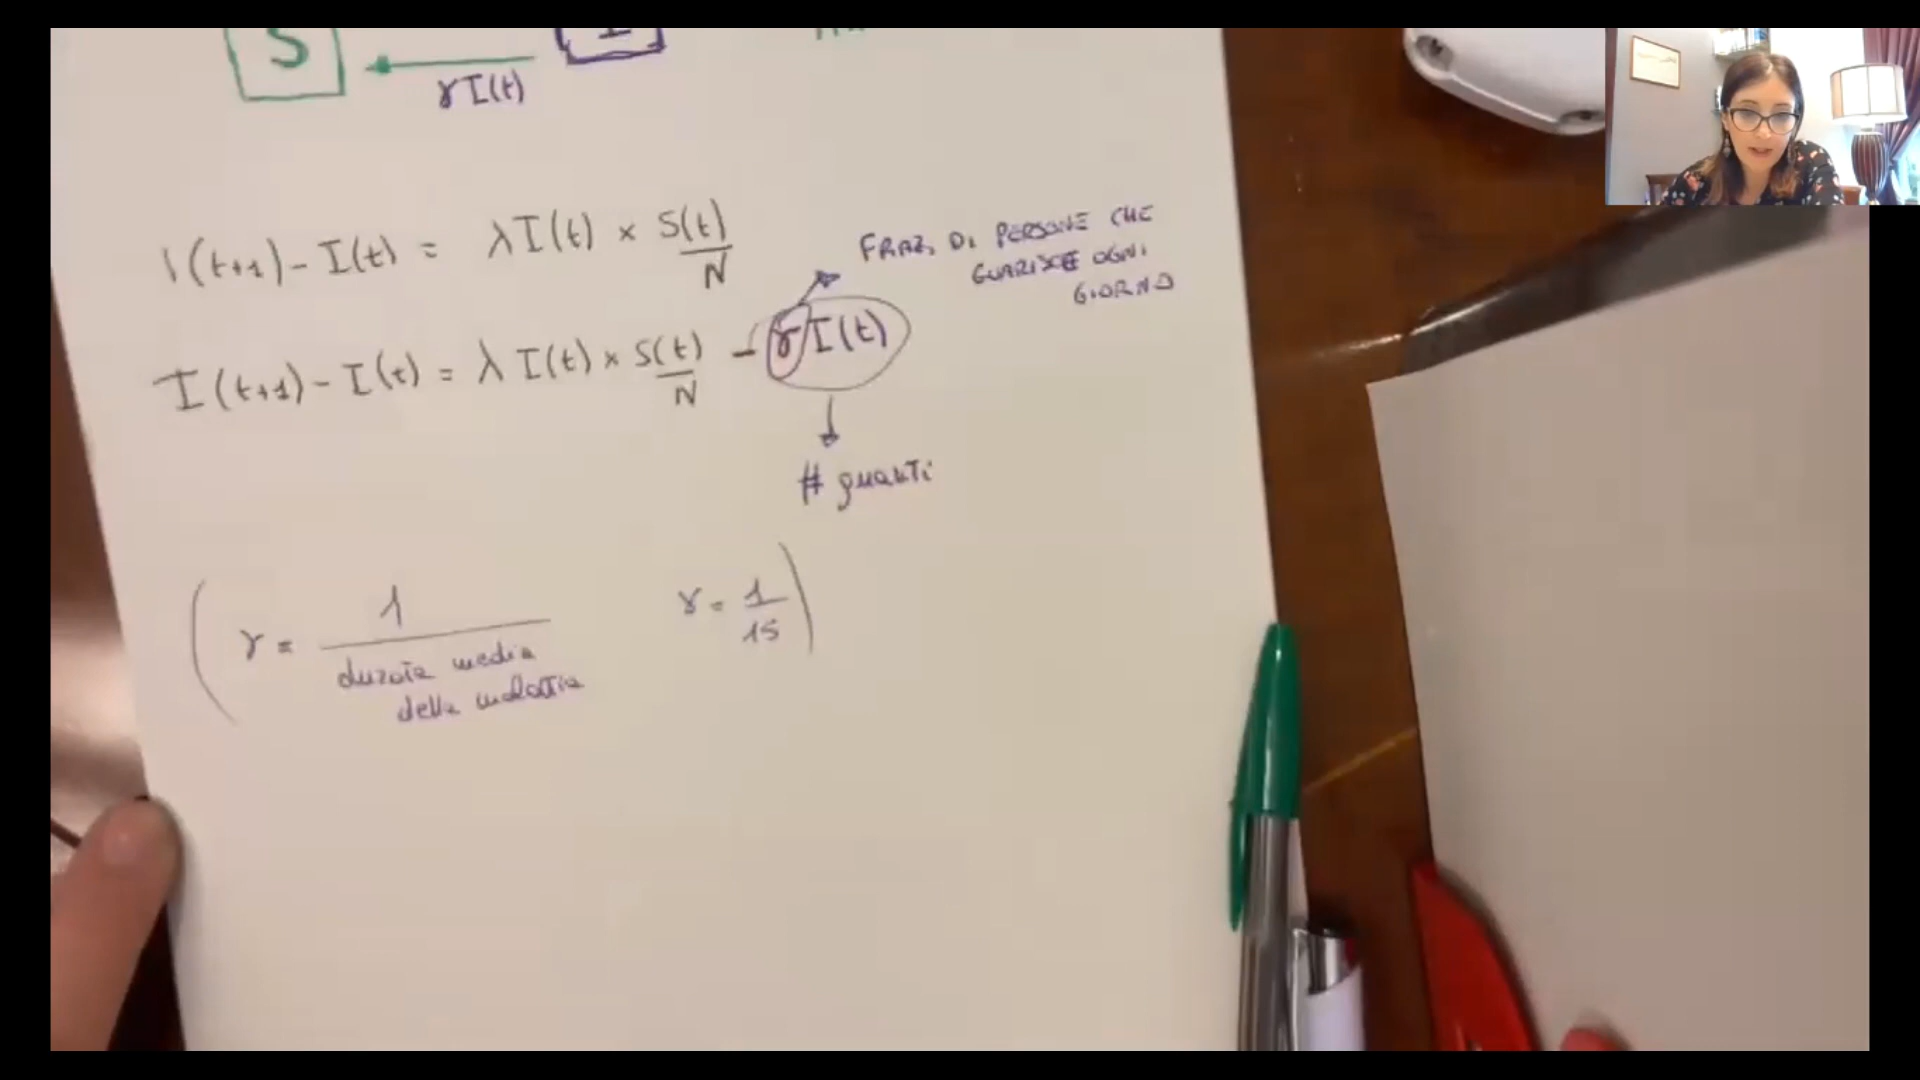 S
I
γI(t)
I(t+1) - I(t) = λI(t) × S(t)/N
FRAZ. DI PERSONE CHE
GUARISCE OGNI
GIORNO
I(t+1) - I(t) = λ I(t) × S(t)/N - γI(t)
# guariti
( γ = 1/durata media della malattia γ = 1/15 )